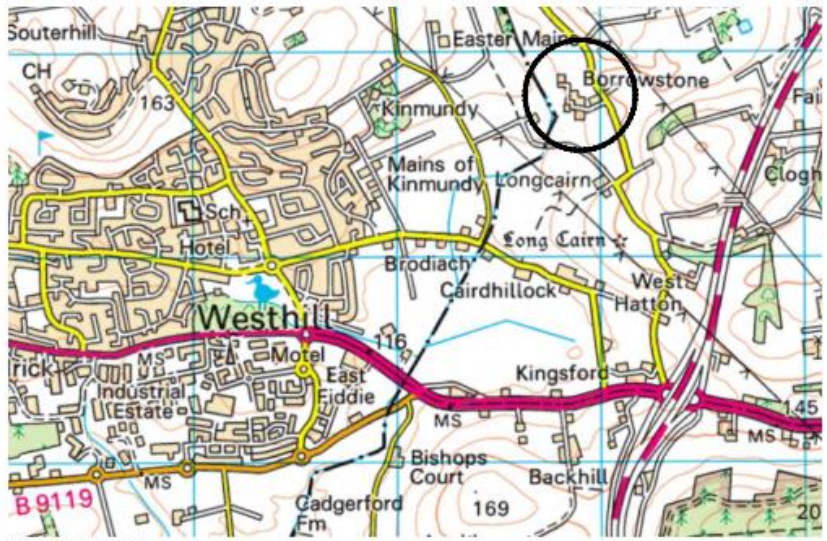 Souterhill
Easter Mains
CH
Borrowstone
163
Kinmundy
Mains of
Kinmundy
Longcairn
Clogh
Sch
Hotel
Long Cairn
Brodiach
Cairdhillock
West
Hatton
Westhill
116
MS
Motel
Kingsford
East
Fiddie
Industrial
Estate
MS
145
MS
MS
Bishops
Court
Backhill
B 9119
Cadgerford
Fm
169
20